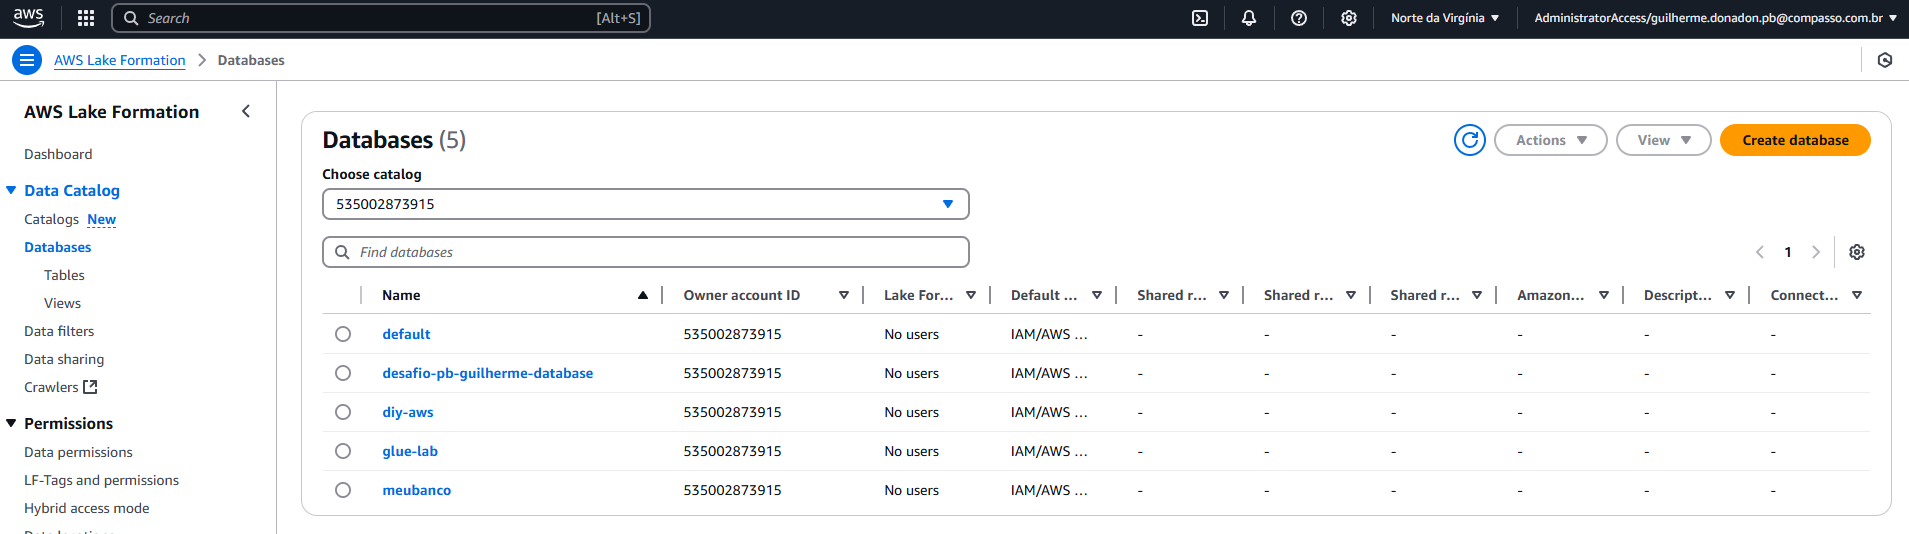 aws Search [Alt+S] Norte da Virgínia AdministratorAccess/guilherme.donadon.pb@compasso.com.br
AWS Lake Formation > Databases
AWS Lake Formation
Dashboard
Data Catalog
Catalogs New
Databases
Tables
Views
Data filters
Data sharing
Crawlers
Permissions
Data permissions
LF-Tags and permissions
Hybrid access mode
Databases (5) Actions View Create database
Choose catalog
535002873915
Find databases 1
Name Owner account ID Lake For... Default ... Shared r... Shared r... Shared r... Amazon... Descript... Connect...
default 535002873915 No users IAM/AWS ... - - - - - -
desafio-pb-guilherme-database 535002873915 No users IAM/AWS ... - - - - - -
diy-aws 535002873915 No users IAM/AWS ... - - - - - -
glue-lab 535002873915 No users IAM/AWS ... - - - - - -
meubanco 535002873915 No users IAM/AWS ... - - - - - -